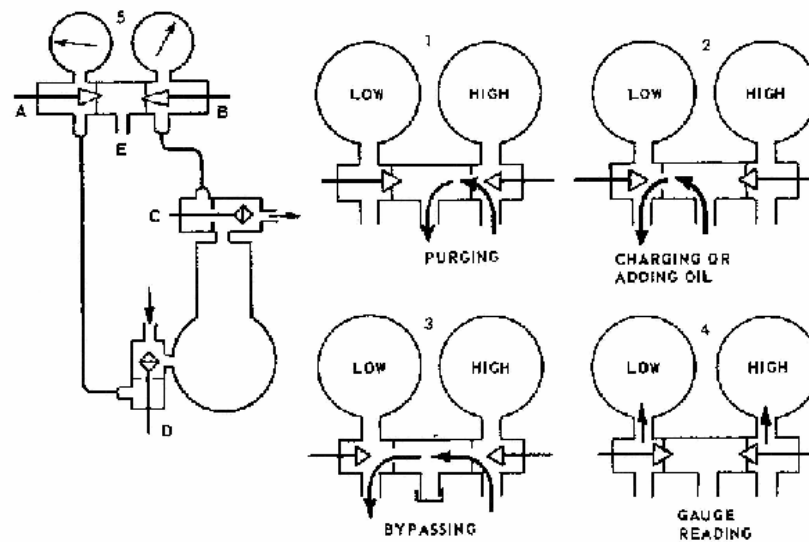 5
A
B
E
C
D
1
LOW
HIGH
PURGING
2
LOW
HIGH
CHARGING OR
ADDING OIL
3
LOW
HIGH
BYPASSING
4
LOW
HIGH
GAUGE
READING